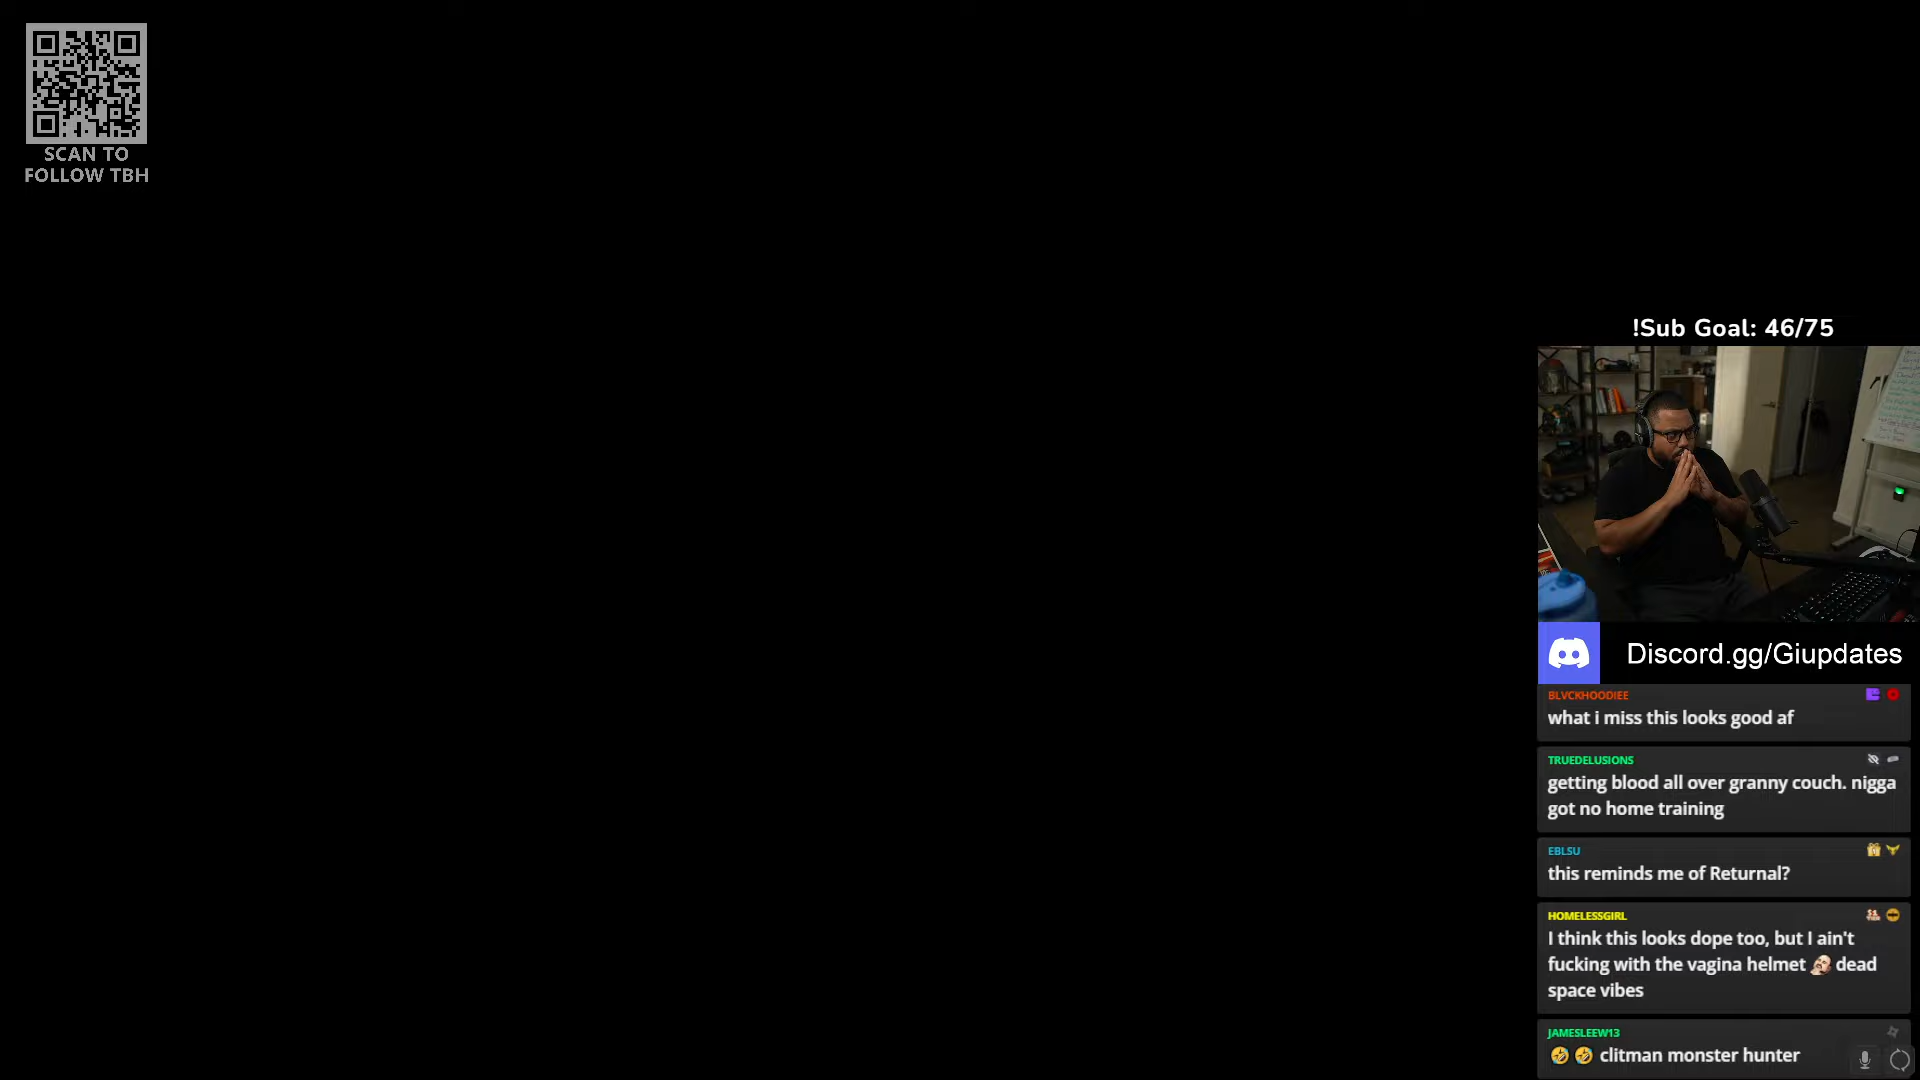 SCAN TO
FOLLOW TBH
!Sub Goal: 46/75
Discord.gg/Giupdates
BLVCKHOODIEE
what i miss this looks good af
TRUEDELUSIONS
getting blood all over granny couch. nigga
got no home training
EBLSU
this reminds me of Returnal?
HOMELESSGIRL
I think this looks dope too, but I ain't
fucking with the vagina helmet dead
space vibes
JAMESLEEW13
🤣 🤣 clitman monster hunter